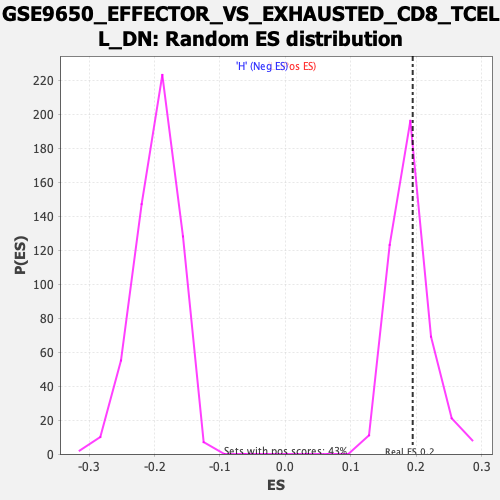 GSE9650_EFFECTOR_VS_EXHAUSTED_CD8_TCEL
L_DN: Random ES distribution
'H' (Neg ES)os ES)
220
200
180
160
140
120
100
80
60
40
20
0
P(ES)
Sets with pos scores: 43%
Real ES 0.2
-0.3 -0.2 -0.1 0.0 0.1 0.2 0.3
ES